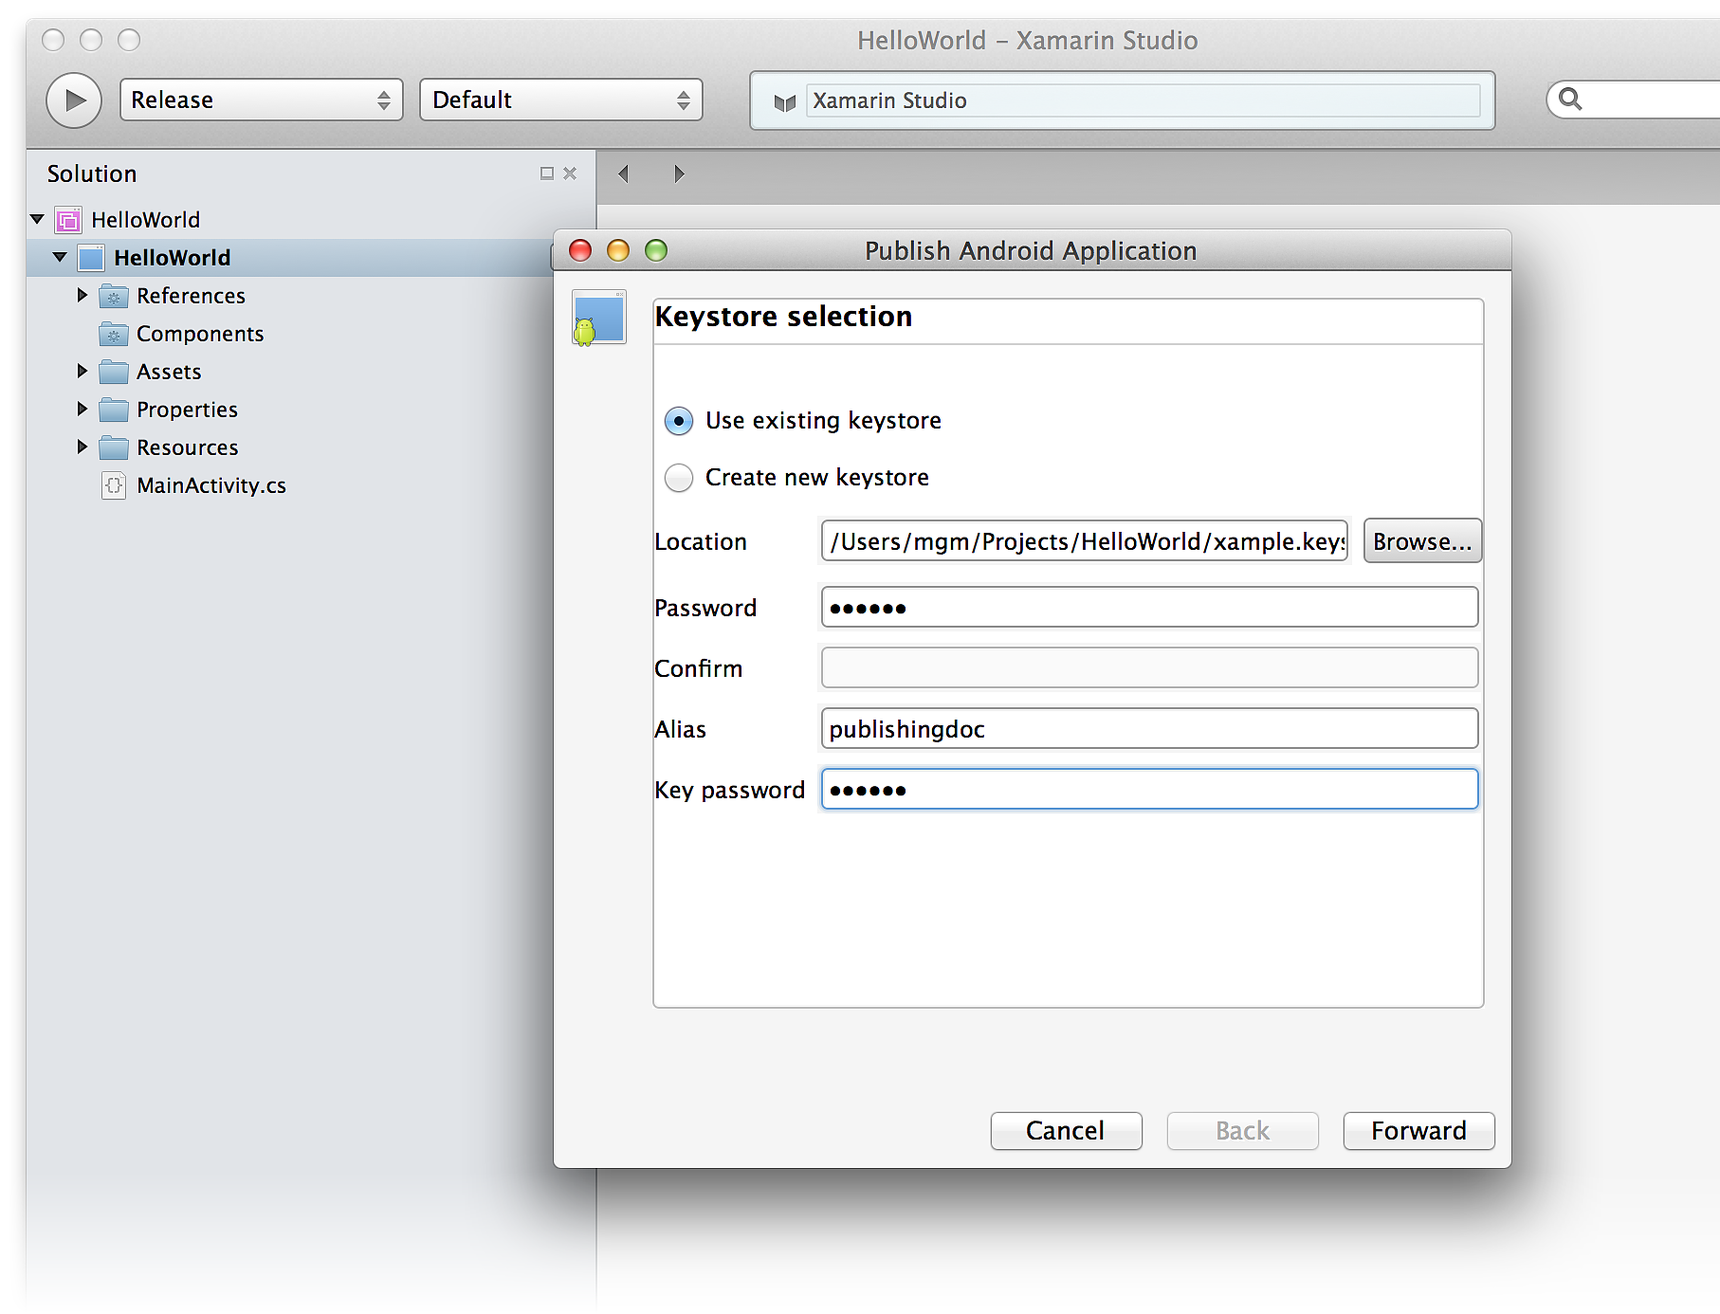 HelloWorld – Xamarin Studio
Release
Default
Xamarin Studio
Solution
HelloWorld
HelloWorld
References
Components
Assets
Properties
Resources
MainActivity.cs
Publish Android Application
Keystore selection
Use existing keystore
Create new keystore
Location /Users/mgm/Projects/HelloWorld/xample.keys Browse...
Password ••••••
Confirm
Alias publishingdoc
Key password ••••••
Cancel Back Forward